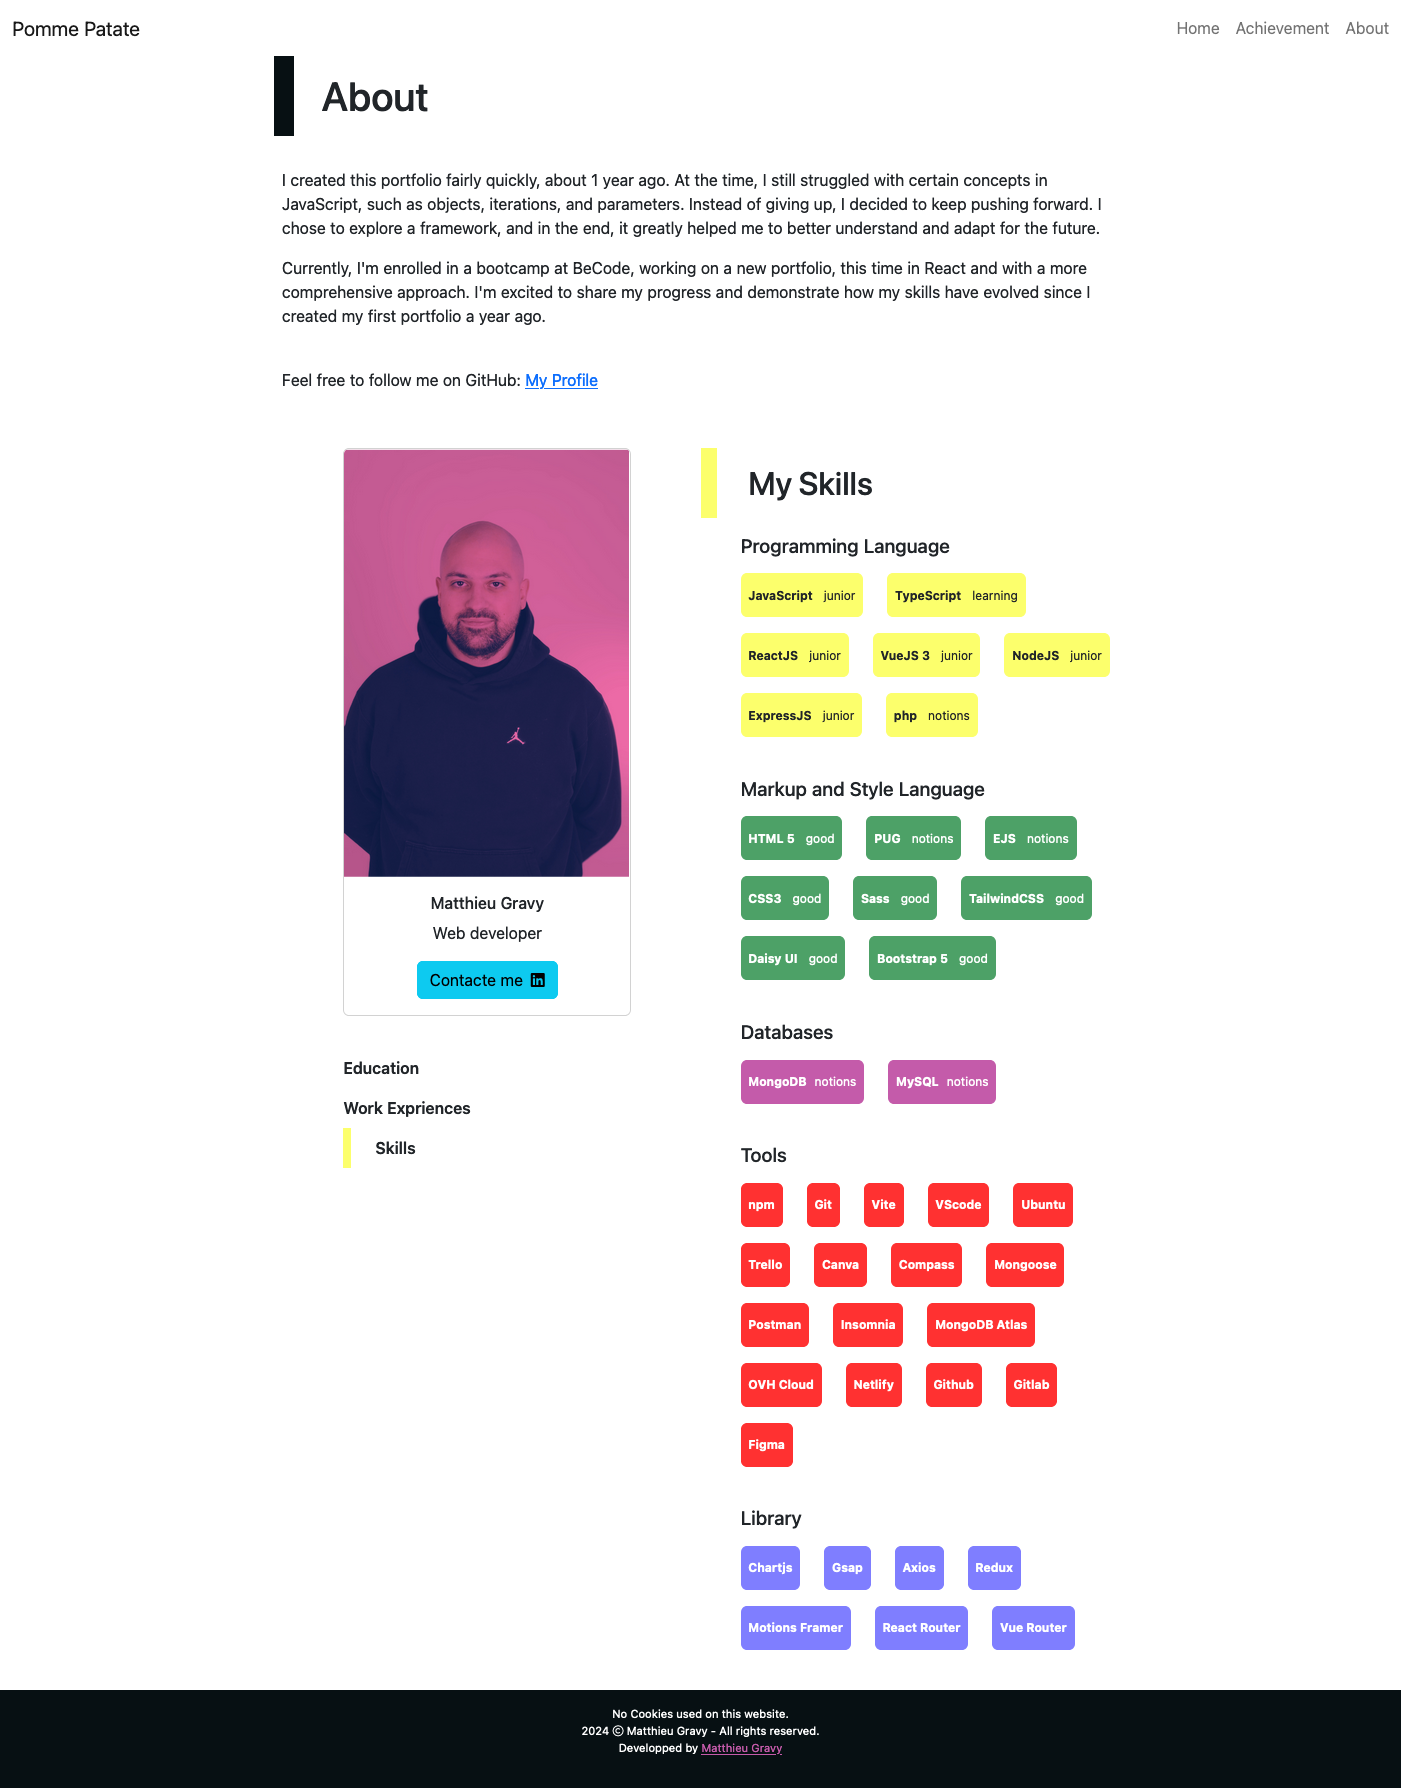 Pomme Patate
Home Achievement About
About
I created this portfolio fairly quickly, about 1 year ago. At the time, I still struggled with certain concepts in
JavaScript, such as objects, iterations, and parameters. Instead of giving up, I decided to keep pushing forward. I
chose to explore a framework, and in the end, it greatly helped me to better understand and adapt for the future.
Currently, I'm enrolled in a bootcamp at BeCode, working on a new portfolio, this time in React and with a more
comprehensive approach. I'm excited to share my progress and demonstrate how my skills have evolved since I
created my first portfolio a year ago.
Feel free to follow me on GitHub: My Profile
Matthieu Gravy
Web developer
Contacte me
Education
Work Expriences
Skills
My Skills
Programming Language
JavaScript junior TypeScript learning
ReactJS junior VueJS 3 junior NodeJS junior
ExpressJS junior php notions
Markup and Style Language
HTML 5 good PUG notions EJS notions
CSS3 good Sass good TailwindCSS good
Daisy UI good Bootstrap 5 good
Databases
MongoDB notions MySQL notions
Tools
npm Git Vite VScode Ubuntu
Trello Canva Compass Mongoose
Postman Insomnia MongoDB Atlas
OVH Cloud Netlify Github Gitlab
Figma
Library
Chartjs Gsap Axios Redux
Motions Framer React Router Vue Router
No Cookies used on this website.
2024 © Matthieu Gravy - All rights reserved.
Developped by Matthieu Gravy